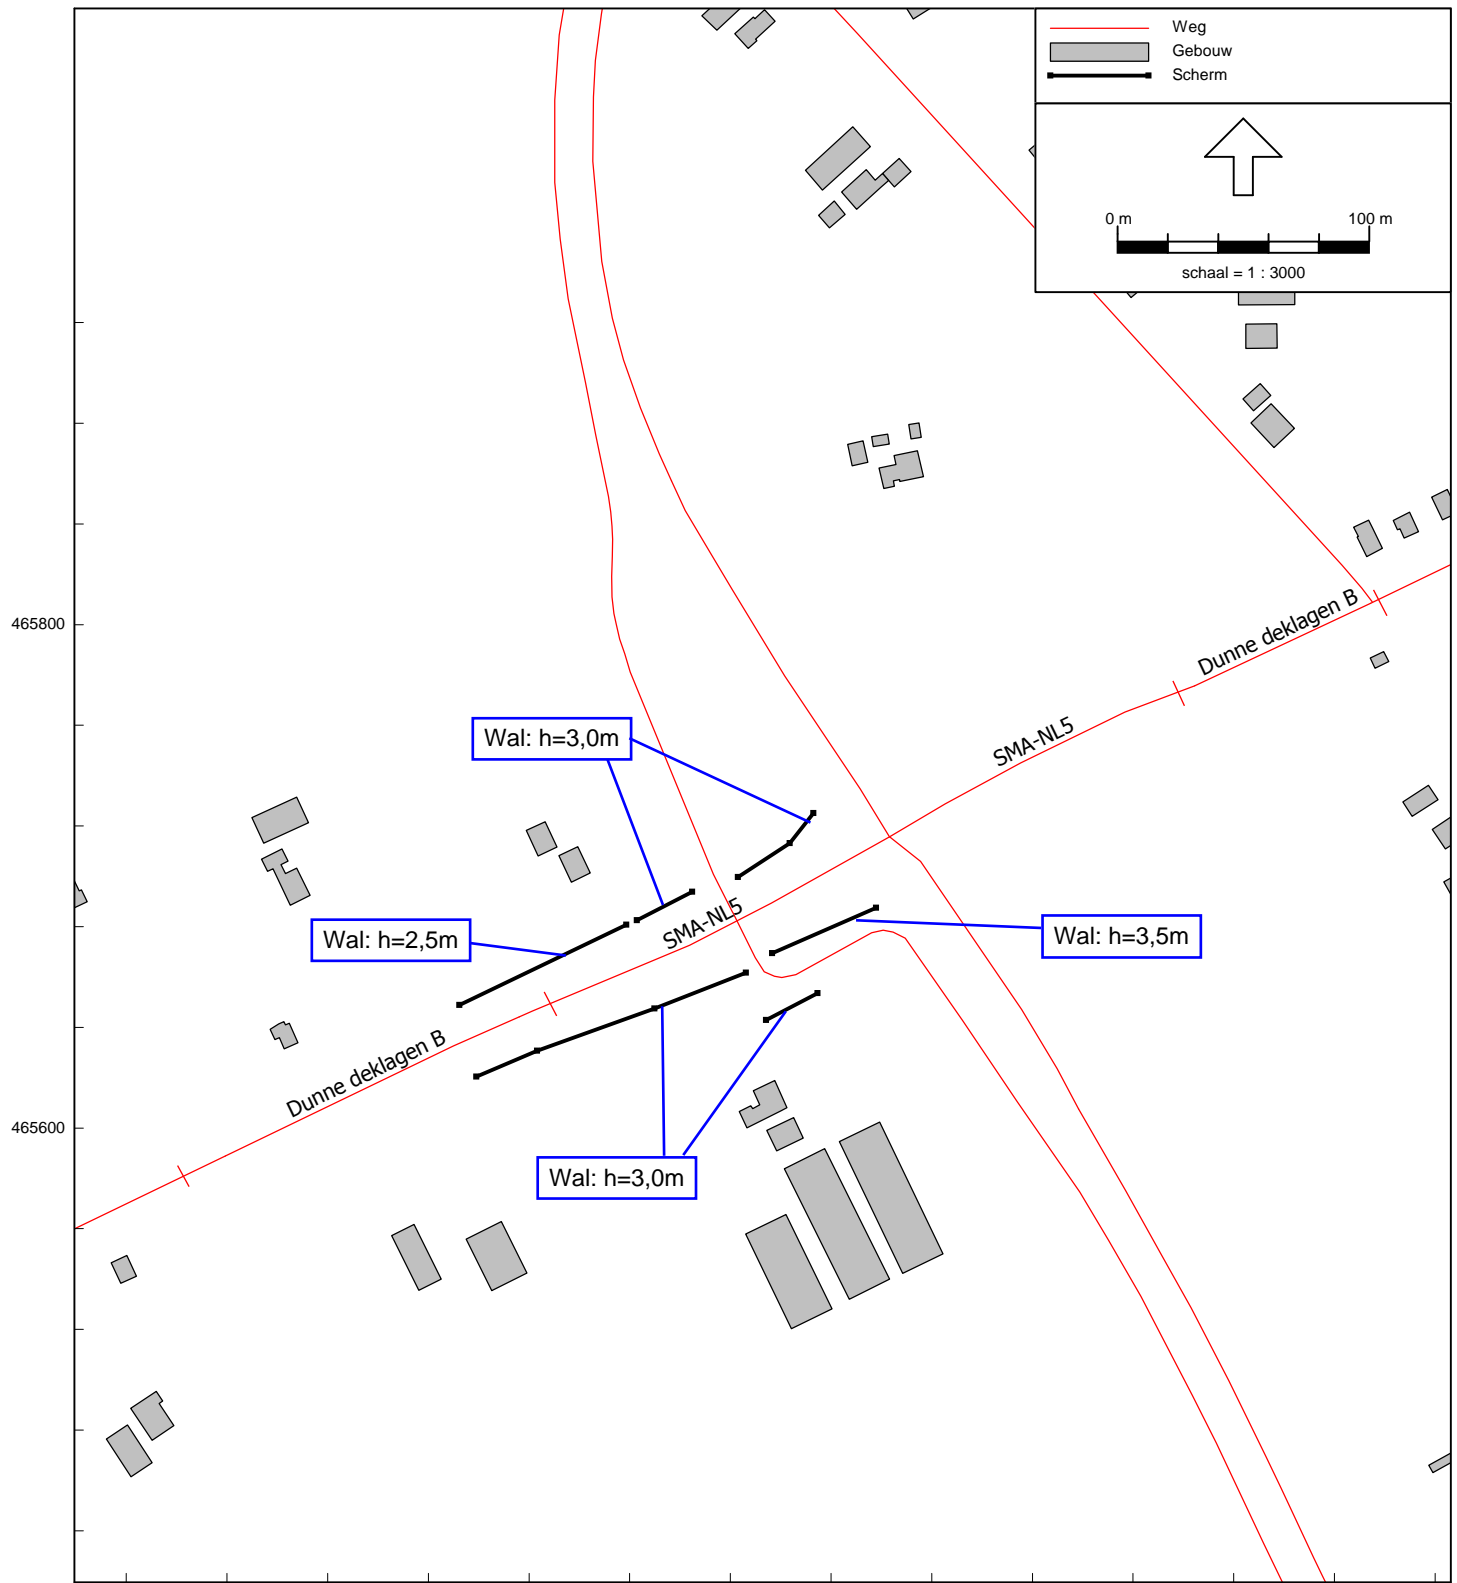 Weg
Gebouw
Scherm
0 m
100 m
schaal = 1 : 3000
465800
Dunne deklagen B
SMA-NL5
Wal: h=3,0m
SMA-NL5
Wal: h=2,5m
Wal: h=3,5m
Dunne deklagen B
465600
Wal: h=3,0m